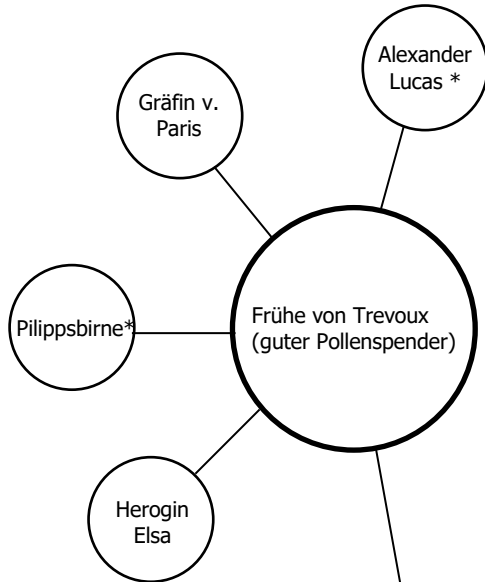 Alexander
Lucas *
Gräfin v.
Paris
Frühe von Trevoux
(guter Pollenspender)
Pilippsbirne*
Herogin
Elsa